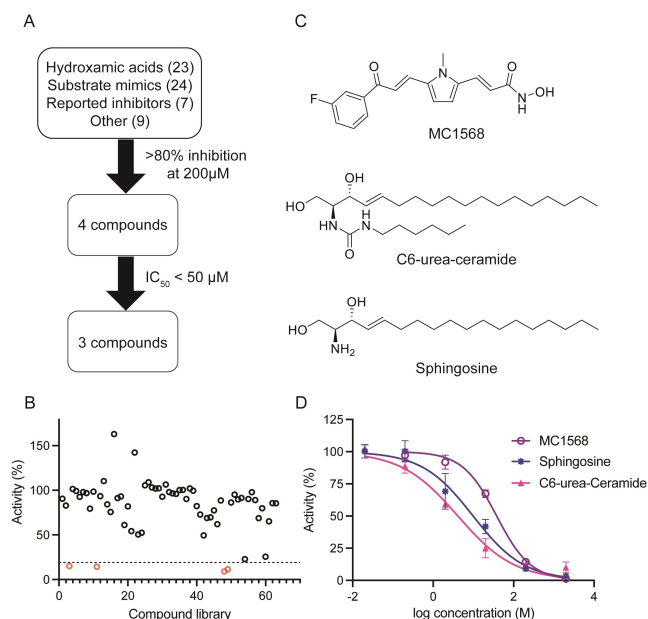 A
Hydroxamic acids (23)
Substrate mimics (24)
Reported inhibitors (7)
Other (9)
>80% inhibition
at 200µM
4 compounds
IC50 < 50 µM
3 compounds
B
Activity (%)
150
100
50
0
0
20
40
60
Compound library
C
O
N
O
F
N
H
OH
MC1568
OH
HO
H
N
H
N
O
C6-urea-ceramide
OH
HO
NH2
Sphingosine
D
Activity (%)
125
100
75
50
25
0
-2
0
2
4
log concentration (M)
MC1568
Sphingosine
C6-urea-Ceramide